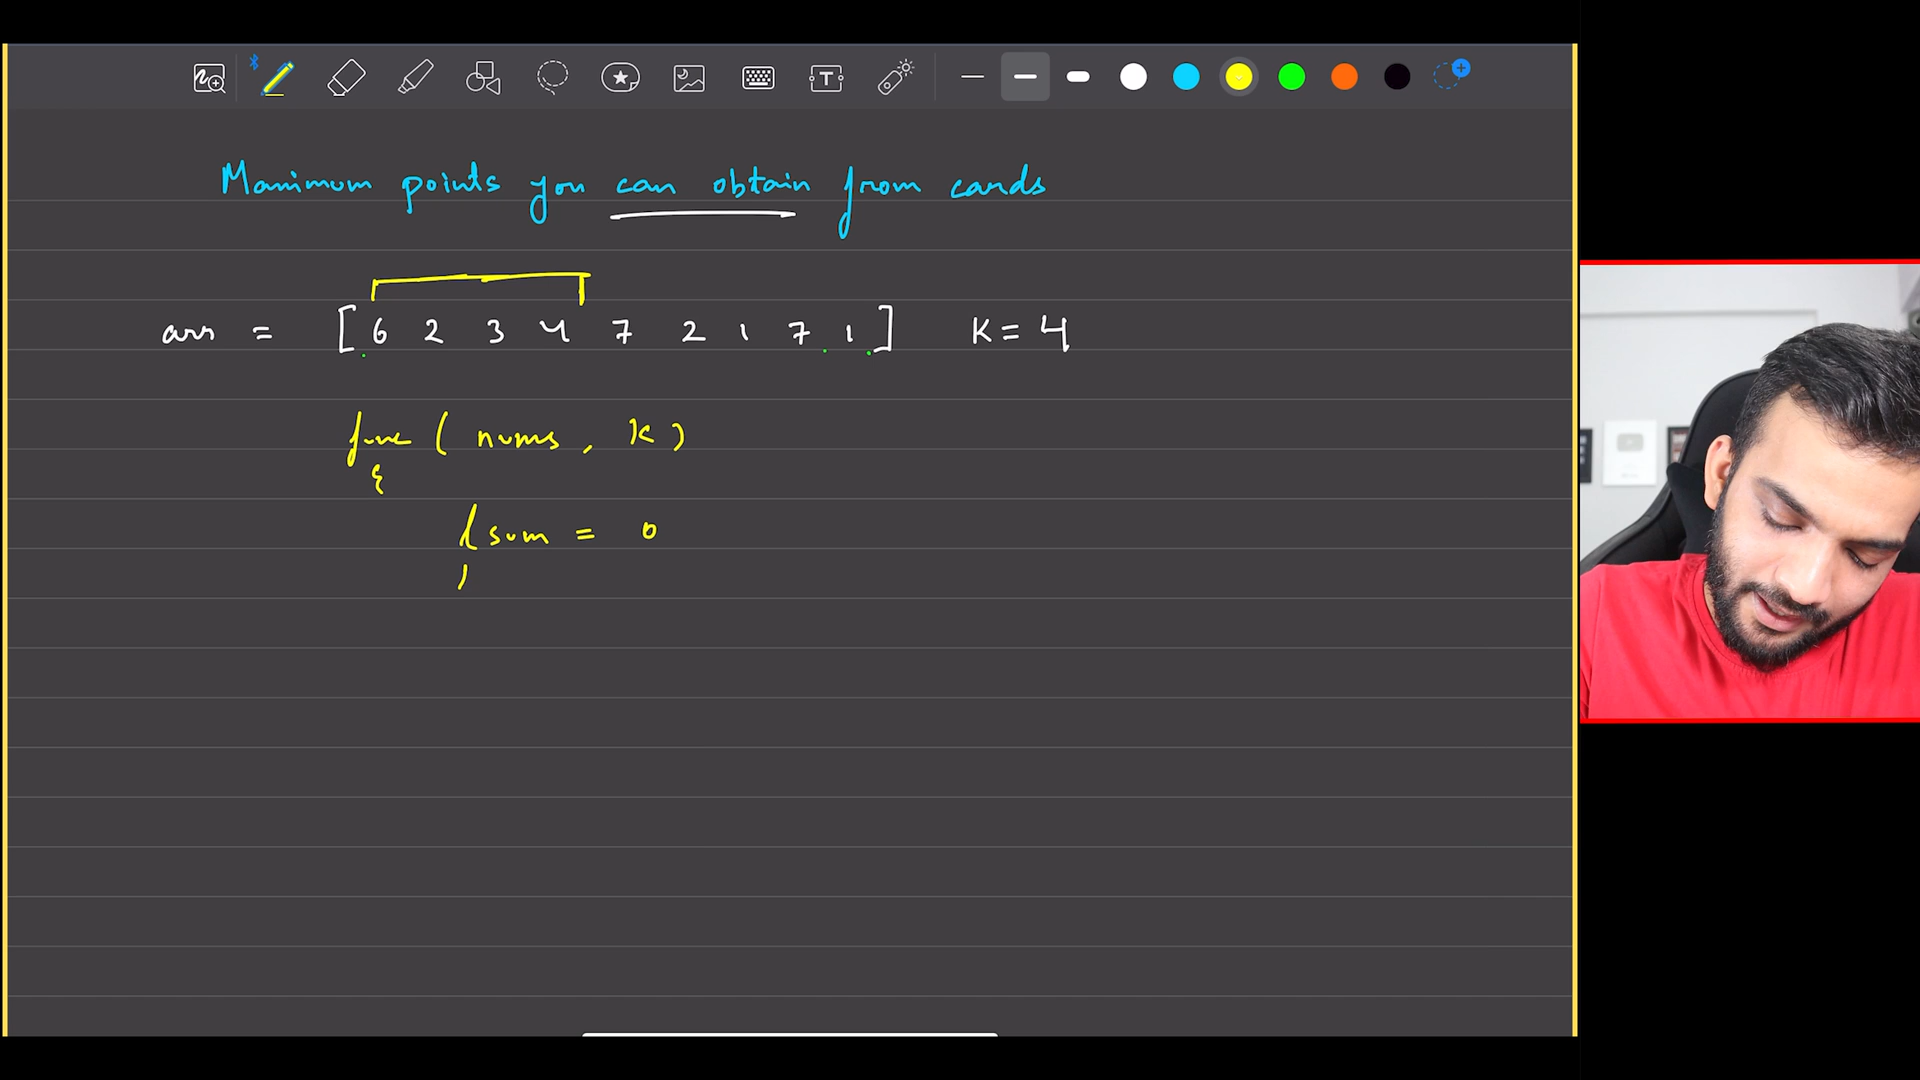 Maximum points you can obtain from cards
arr = [ 6 2 3 4 7 2 1 7 1 ] K = 4
func ( nums , k )
{
lsum = 0